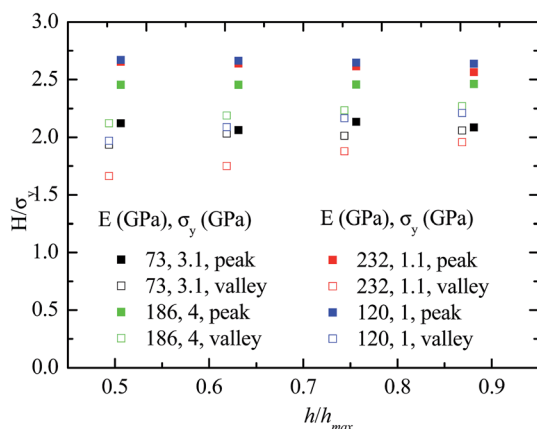 3.0
2.5
2.0
1.5
1.0
0.5
0.0
H/σy
E (GPa), σy (GPa)
73, 3.1, peak
73, 3.1, valley
186, 4, peak
186, 4, valley
E (GPa), σy (GPa)
232, 1.1, peak
232, 1.1, valley
120, 1, peak
120, 1, valley
0.5 0.6 0.7 0.8 0.9
h/hmax